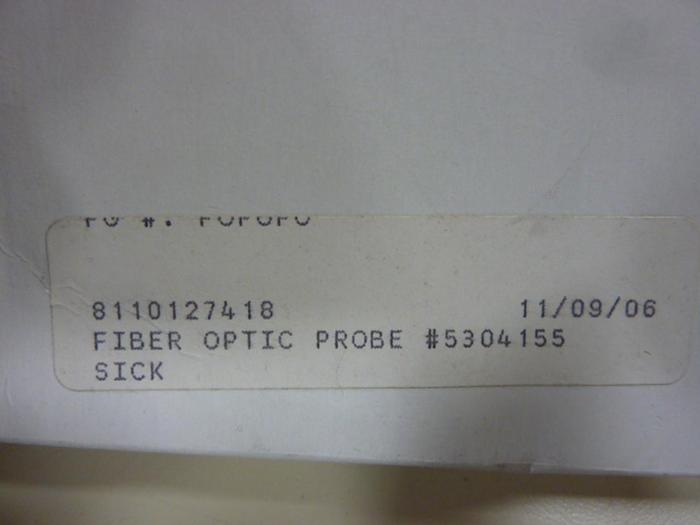 8110127418 11/09/06
FIBER OPTIC PROBE #5304155
SICK